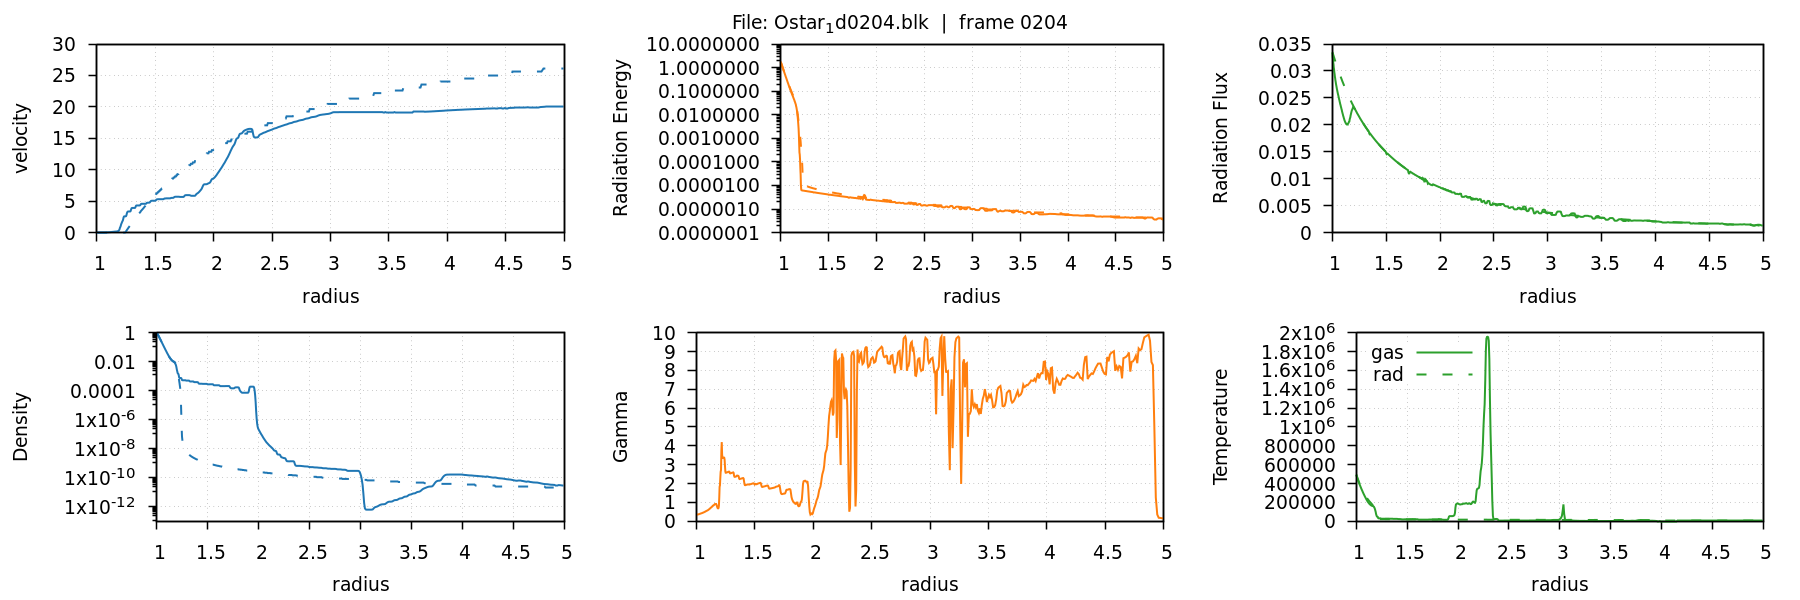 File: Ostar₁d0204.blk | frame 0204
velocity
30
25
20
15
10
5
0
1 1.5 2 2.5 3 3.5 4 4.5 5
radius
Radiation Energy
10.0000000
1.0000000
0.1000000
0.0100000
0.0010000
0.0001000
0.0000100
0.0000010
0.0000001
1 1.5 2 2.5 3 3.5 4 4.5 5
radius
Radiation Flux
0.035
0.03
0.025
0.02
0.015
0.01
0.005
0
1 1.5 2 2.5 3 3.5 4 4.5 5
radius
Density
1
0.01
0.0001
1x10⁻⁶
1x10⁻⁸
1x10⁻¹⁰
1x10⁻¹²
1 1.5 2 2.5 3 3.5 4 4.5 5
radius
Gamma
10
9
8
7
6
5
4
3
2
1
0
1 1.5 2 2.5 3 3.5 4 4.5 5
radius
Temperature
2x10⁶
1.8x10⁶
1.6x10⁶
1.4x10⁶
1.2x10⁶
1x10⁶
800000
600000
400000
200000
0
gas
rad
1 1.5 2 2.5 3 3.5 4 4.5 5
radius